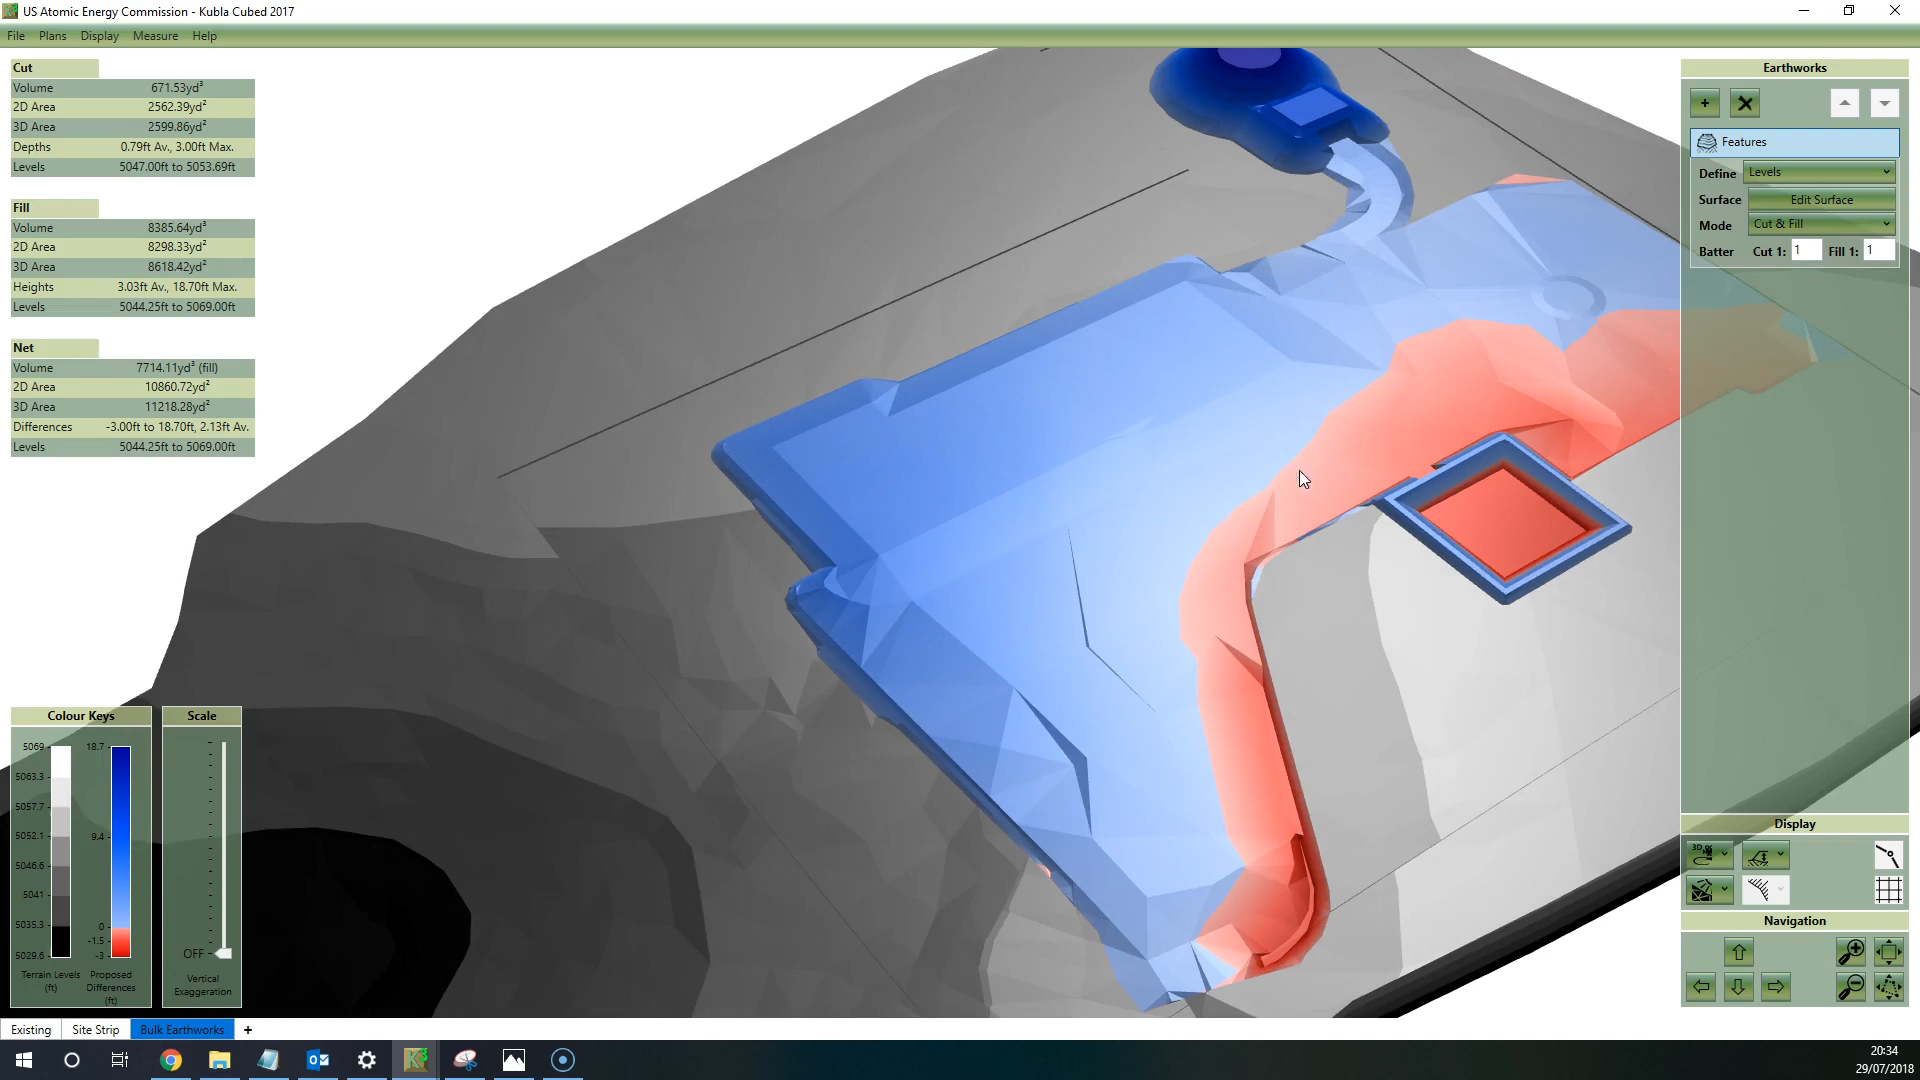 US Atomic Energy Commission - Kubla Cubed 2017
File Plans Display Measure Help
Cut
Volume 671.53yd³
2D Area 2562.39yd²
3D Area 2599.86yd²
Depths 0.79ft Av., 3.00ft Max.
Levels 5047.00ft to 5053.69ft
Fill
Volume 8385.64yd³
2D Area 8298.33yd²
3D Area 8618.42yd²
Heights 3.03ft Av., 18.70ft Max.
Levels 5044.25ft to 5069.00ft
Net
Volume 7714.11yd³ (fill)
2D Area 10860.72yd²
3D Area 11218.28yd²
Differences -3.00ft to 18.70ft, 2.13ft Av.
Levels 5044.25ft to 5069.00ft
Earthworks
+
Features
Define Levels
Surface Edit Surface
Mode Cut & Fill
Batter Cut 1: 1 Fill 1: 1
Colour Keys
5069
5063.3
5057.7
5052.1
5046.6
5041
5035.3
5029.6
Terrain Levels
(ft)
18.7
9.4
0
-1.5
-3
Proposed
Differences
(ft)
Scale
OFF
Vertical
Exaggeration
Display
3D
Navigation
Existing Site Strip Bulk Earthworks +
20:34
29/07/2018